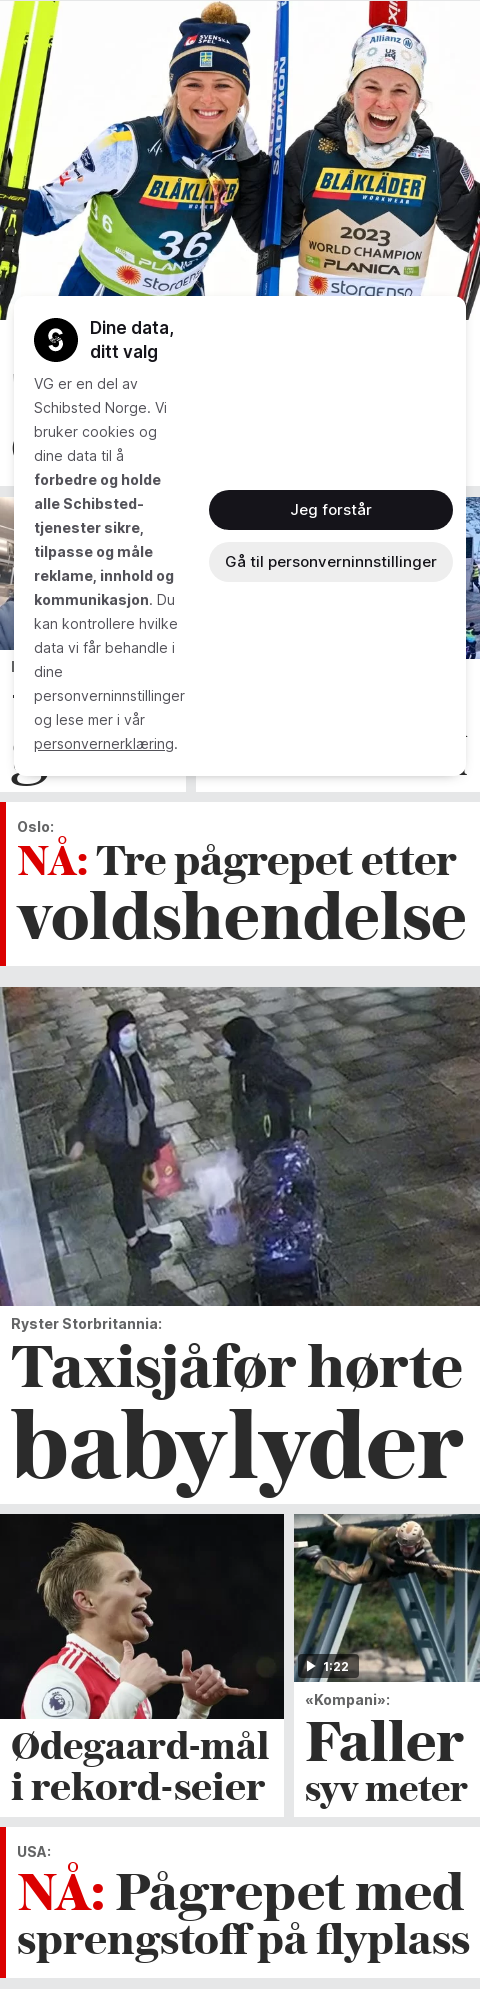 SVENSKA
SPEL
Allianz
US
SALOMON
BLÅKLÄDER
WORKWEAR
BLÅKLÄDER
WORKWEAR
36
36
PLANICA
storaenso
2023
WORLD CHAMPION
PLANICA
storaenso
Dine data,
ditt valg
VG er en del av
Schibsted Norge. Vi
bruker cookies og
dine data til å
forbedre og holde
alle Schibsted-
tjenester sikre,
tilpasse og måle
reklame, innhold og
kommunikasjon. Du
kan kontrollere hvilke
data vi får behandle i
dine
personverninnstillinger
og lese mer i vår
personvernerklæring.
Jeg forstår
Gå til personverninnstillinger
Oslo:
NÅ: Tre pågrepet etter
voldshendelse
Ryster Storbritannia:
Taxisjåfør hørte
babylyder
Ødegaard-mål
i rekord-seier
1:22
«Kompani»:
Faller
syv meter
USA:
NÅ: Pågrepet med
sprengstoff på flyplass